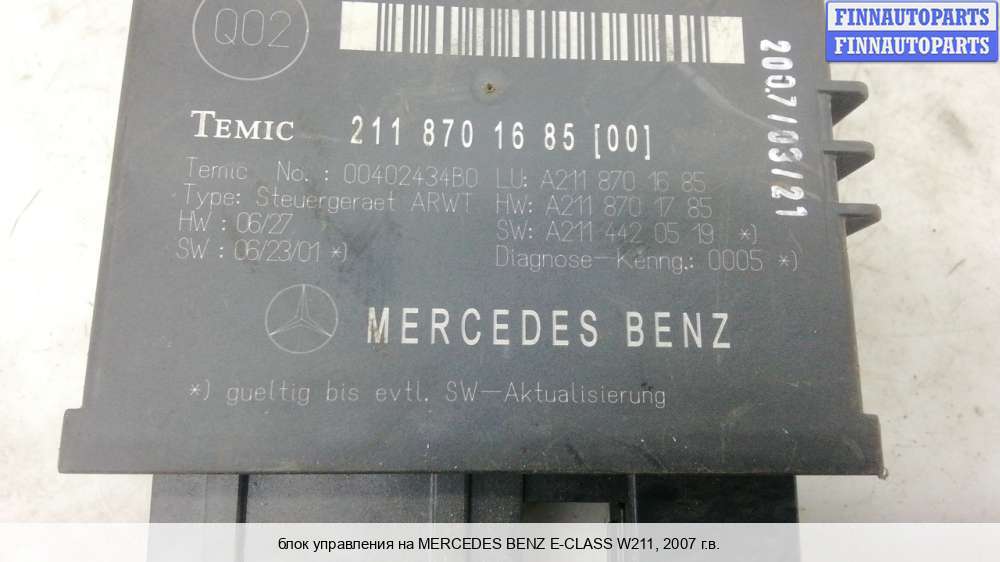 FINNAUTOPARTS
FINNAUTOPARTS
Q02
2007/03/21
TEMIC 211 870 16 85 [00]
Temic No.: 00402434B0 LU: A211 870 16 85
Type: Steuergeraet ARWT HW: A211 870 17 85
HW : 06/27 SW: A211 442 05 19 *)
SW : 06/23/01 *) Diagnose-Kenng.: 0005 *)
MERCEDES BENZ
*) gueltig bis evtl. SW-Aktualisierung
блок управления на MERCEDES BENZ E-CLASS W211, 2007 г.в.